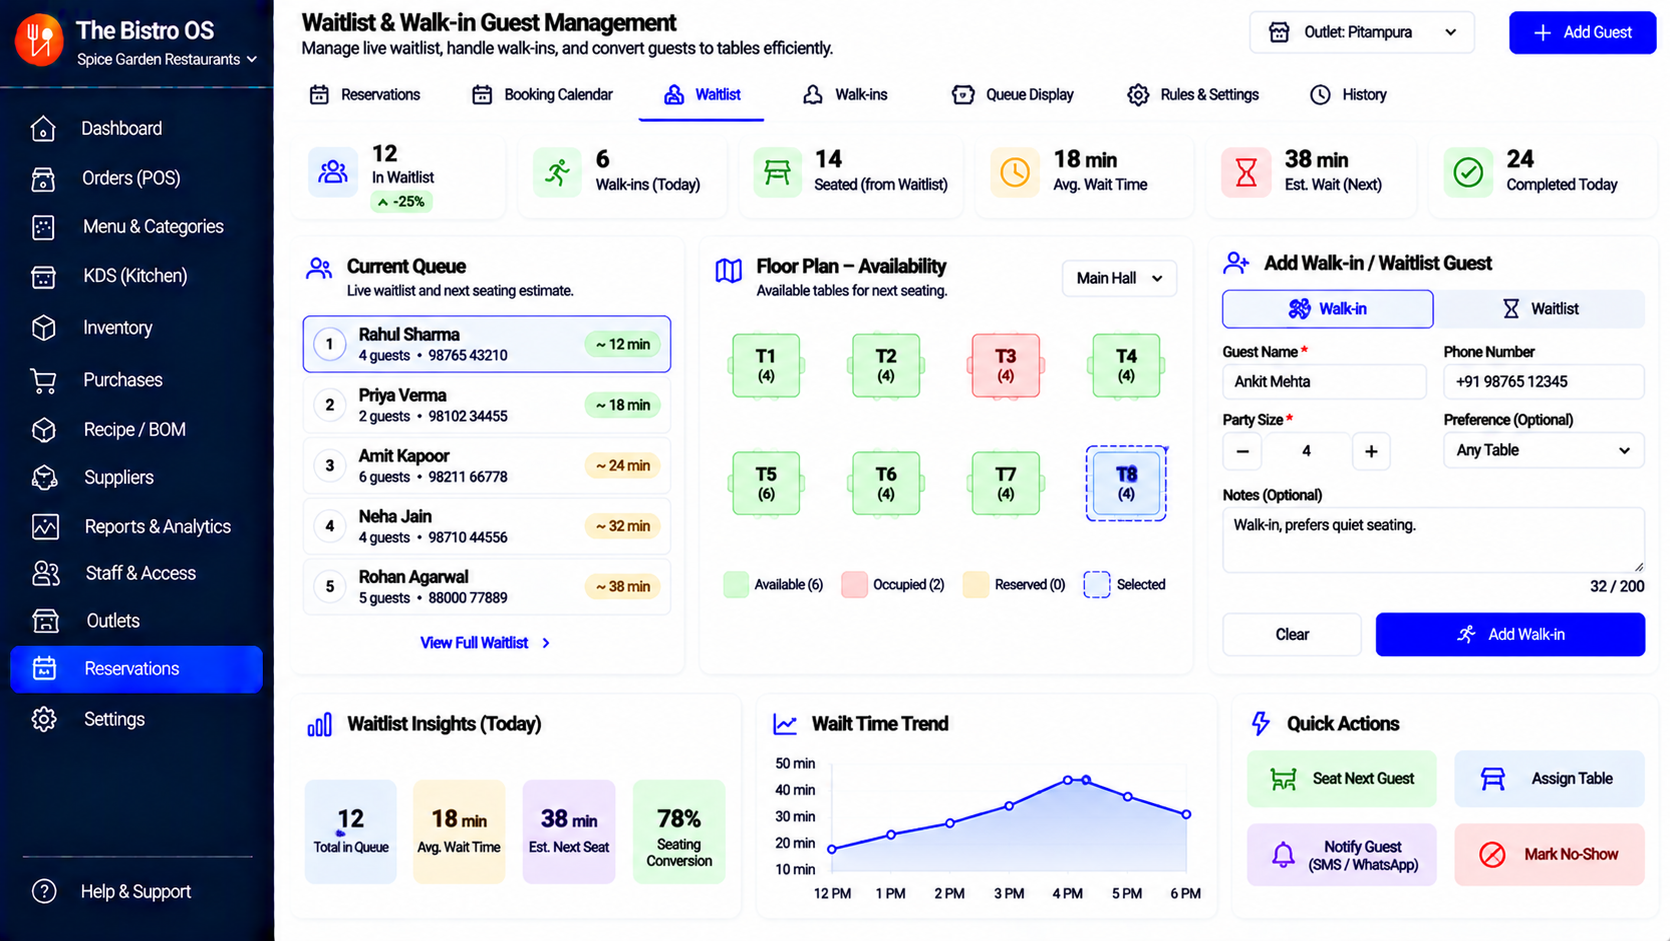 The Bistro OS
Spice Garden Restaurants
Dashboard
Orders (POS)
Menu & Categories
KDS (Kitchen)
Inventory
Purchases
Recipe / BOM
Suppliers
Reports & Analytics
Staff & Access
Outlets
Reservations
Settings
Help & Support
Waitlist & Walk-in Guest Management
Manage live waitlist, handle walk-ins, and convert guests to tables efficiently.
Outlet: Pitampura
Add Guest
Reservations
Booking Calendar
Waitlist
Walk-ins
Queue Display
Rules & Settings
History
12
In Waitlist
-25%
6
Walk-ins (Today)
14
Seated (from Waitlist)
18 min
Avg. Wait Time
38 min
Est. Wait (Next)
24
Completed Today
Current Queue
Live waitlist and next seating estimate.
1
Rahul Sharma
4 guests • 98765 43210
~ 12 min
2
Priya Verma
2 guests • 98102 34455
~ 18 min
3
Amit Kapoor
6 guests • 98211 66778
~ 24 min
4
Neha Jain
4 guests • 98710 44556
~ 32 min
5
Rohan Agarwal
5 guests • 88000 77889
~ 38 min
View Full Waitlist
Floor Plan – Availability
Available tables for next seating.
Main Hall
T1
(4)
T2
(4)
T3
(4)
T4
(4)
T5
(6)
T6
(4)
T7
(4)
T8
(4)
Available (6)
Occupied (2)
Reserved (0)
Selected
Add Walk-in / Waitlist Guest
Walk-in
Waitlist
Guest Name *
Phone Number
Ankit Mehta
+91 98765 12345
Party Size *
Preference (Optional)
− 4 +
Any Table
Notes (Optional)
Walk-in, prefers quiet seating.
32 / 200
Clear
Add Walk-in
Waitlist Insights (Today)
12
Total in Queue
18 min
Avg. Wait Time
38 min
Est. Next Seat
78%
Seating
Conversion
Wailt Time Trend
50 min
40 min
30 min
20 min
10 min
12 PM 1 PM 2 PM 3 PM 4 PM 5 PM 6 PM
Quick Actions
Seat Next Guest
Assign Table
Notify Guest
(SMS / WhatsApp)
Mark No-Show